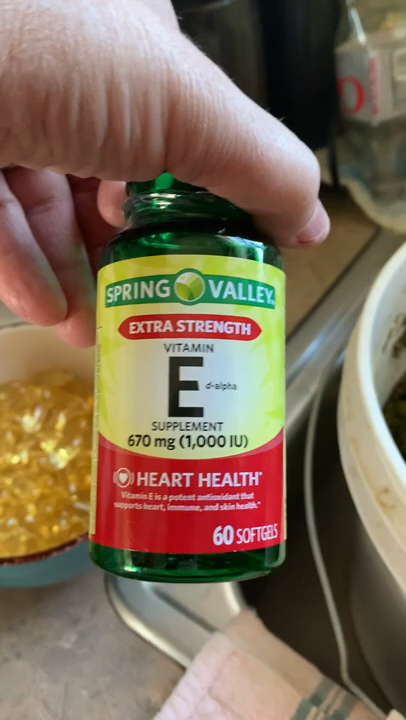 SPRING VALLEY
EXTRA STRENGTH
VITAMIN
E d-alpha
SUPPLEMENT
670 mg (1,000 IU)
HEART HEALTH*
Vitamin E is a potent antioxidant that
supports heart, immune, and skin health.*
60 SOFTGELS